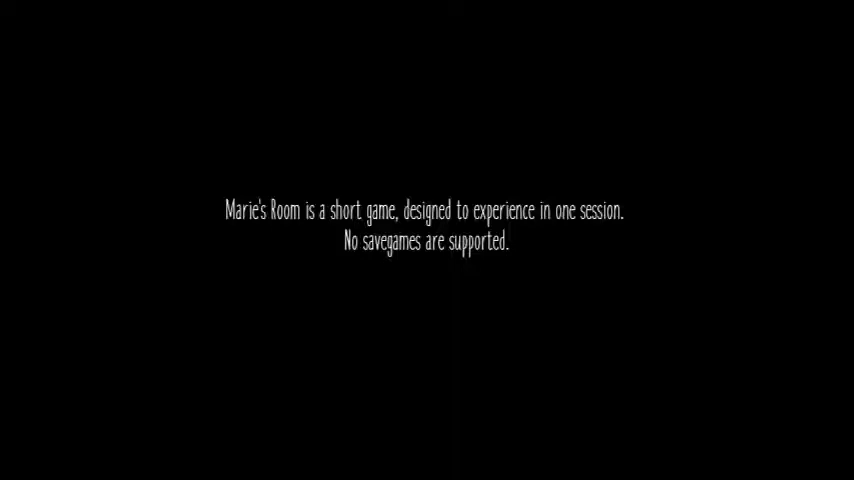 Marie's Room is a short game, designed to experience in one session.
No savegames are supported.